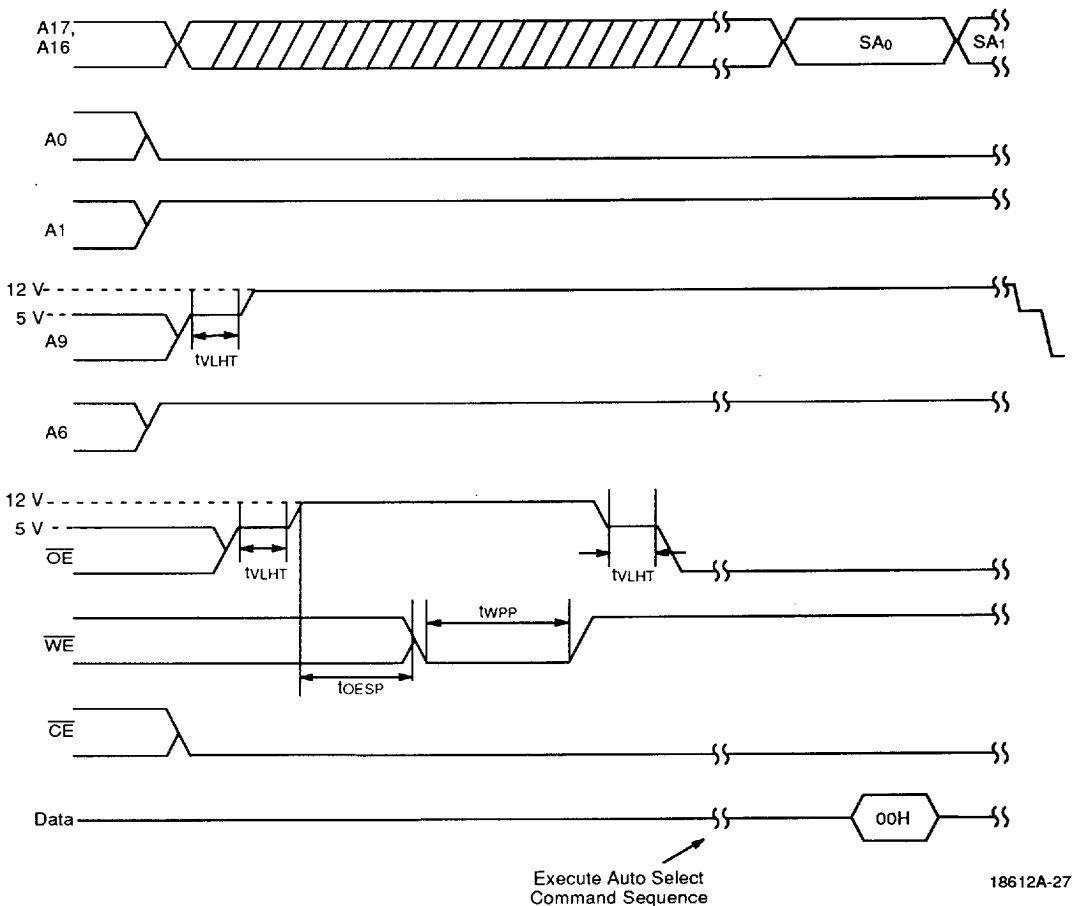 A17,
A16
SA0
SA1
A0
A1
12 V
5 V
A9
tVLHT
A6
12 V
5 V
OE
tVLHT
tVLHT
WE
tWPP
tOESP
CE
Data
00H
Execute Auto Select
Command Sequence
18612A-27